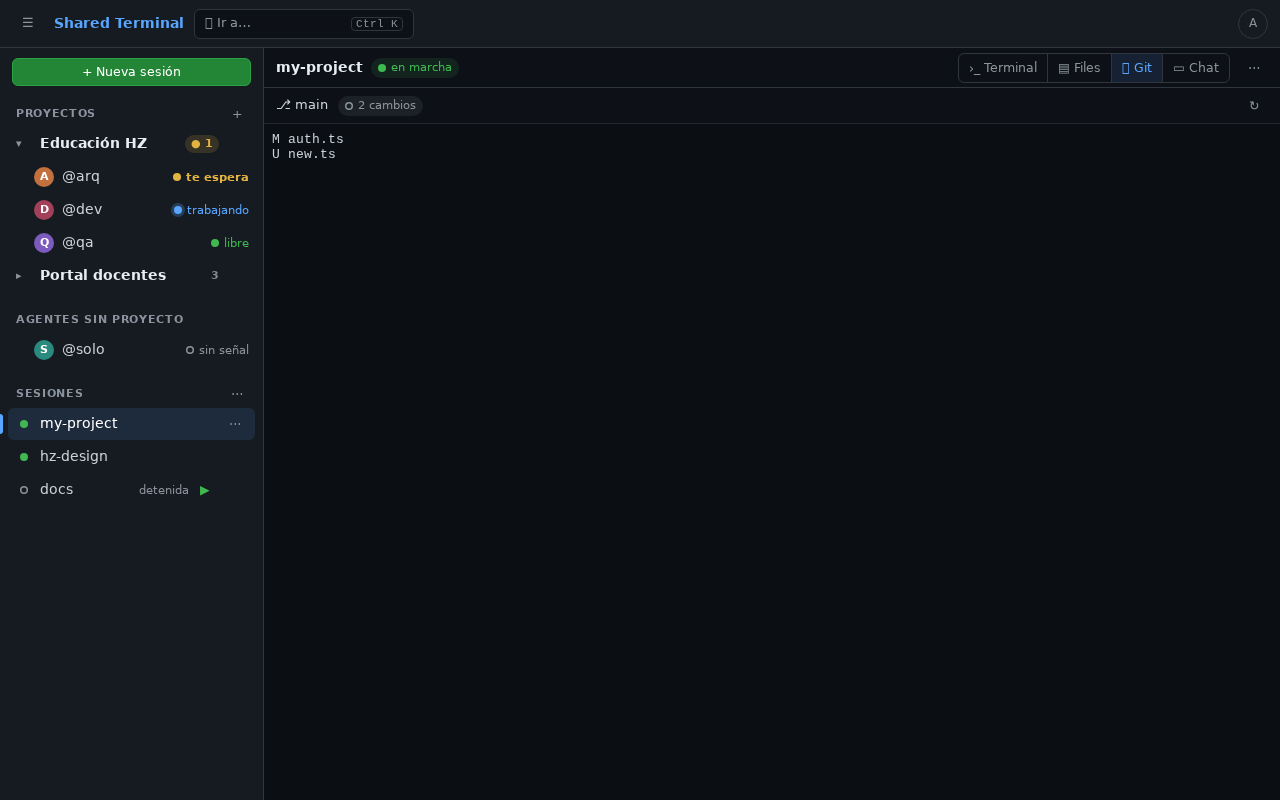 ☰ Shared Terminal Ir a... Ctrl K A
+ Nueva sesión
PROYECTOS +
▾ Educación HZ 1
A @arq te espera
D @dev trabajando
Q @qa libre
▸ Portal docentes 3
AGENTES SIN PROYECTO
S @solo sin señal
SESIONES ...
my-project ...
hz-design
docs detenida ▶
my-project en marcha ›_ Terminal Files Git Chat ...
⎇ main 2 cambios ↻
M auth.ts
U new.ts